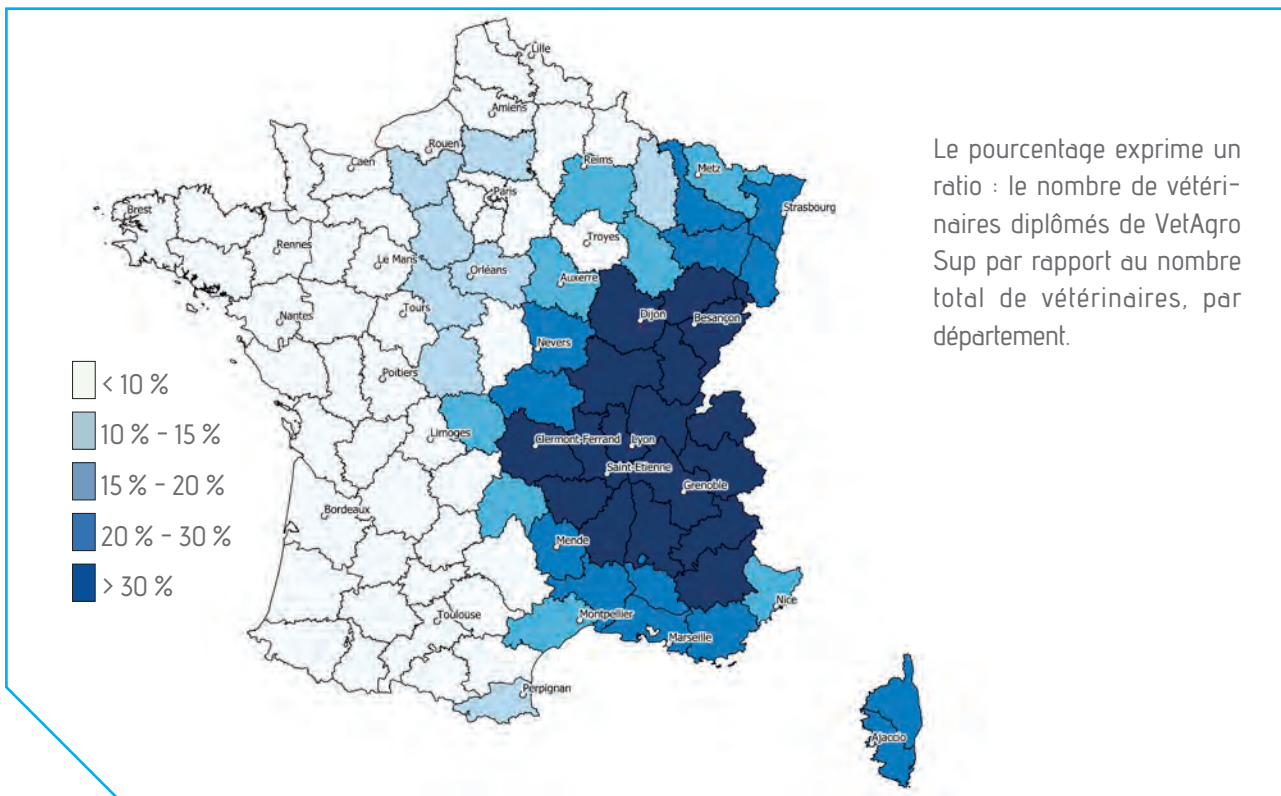 Lille
Amiens
Rouen
Caen
Reims
Metz
Paris
Strasbourg
Brest
Troyes
Rennes
Le Mans
Orléans
Auxerre
Tours
Dijon
Besançon
Nantes
Nevers
Poitiers
Limoges
Clermont-Ferrand
Lyon
Saint-Etienne
Grenoble
Bordeaux
Mende
Nice
Toulouse
Montpellier
Marseille
Perpignan
Ajaccio
< 10 %
10 % - 15 %
15 % - 20 %
20 % - 30 %
> 30 %
Le pourcentage exprime un
ratio : le nombre de vétéri-
naires diplômés de VetAgro
Sup par rapport au nombre
total de vétérinaires, par
département.